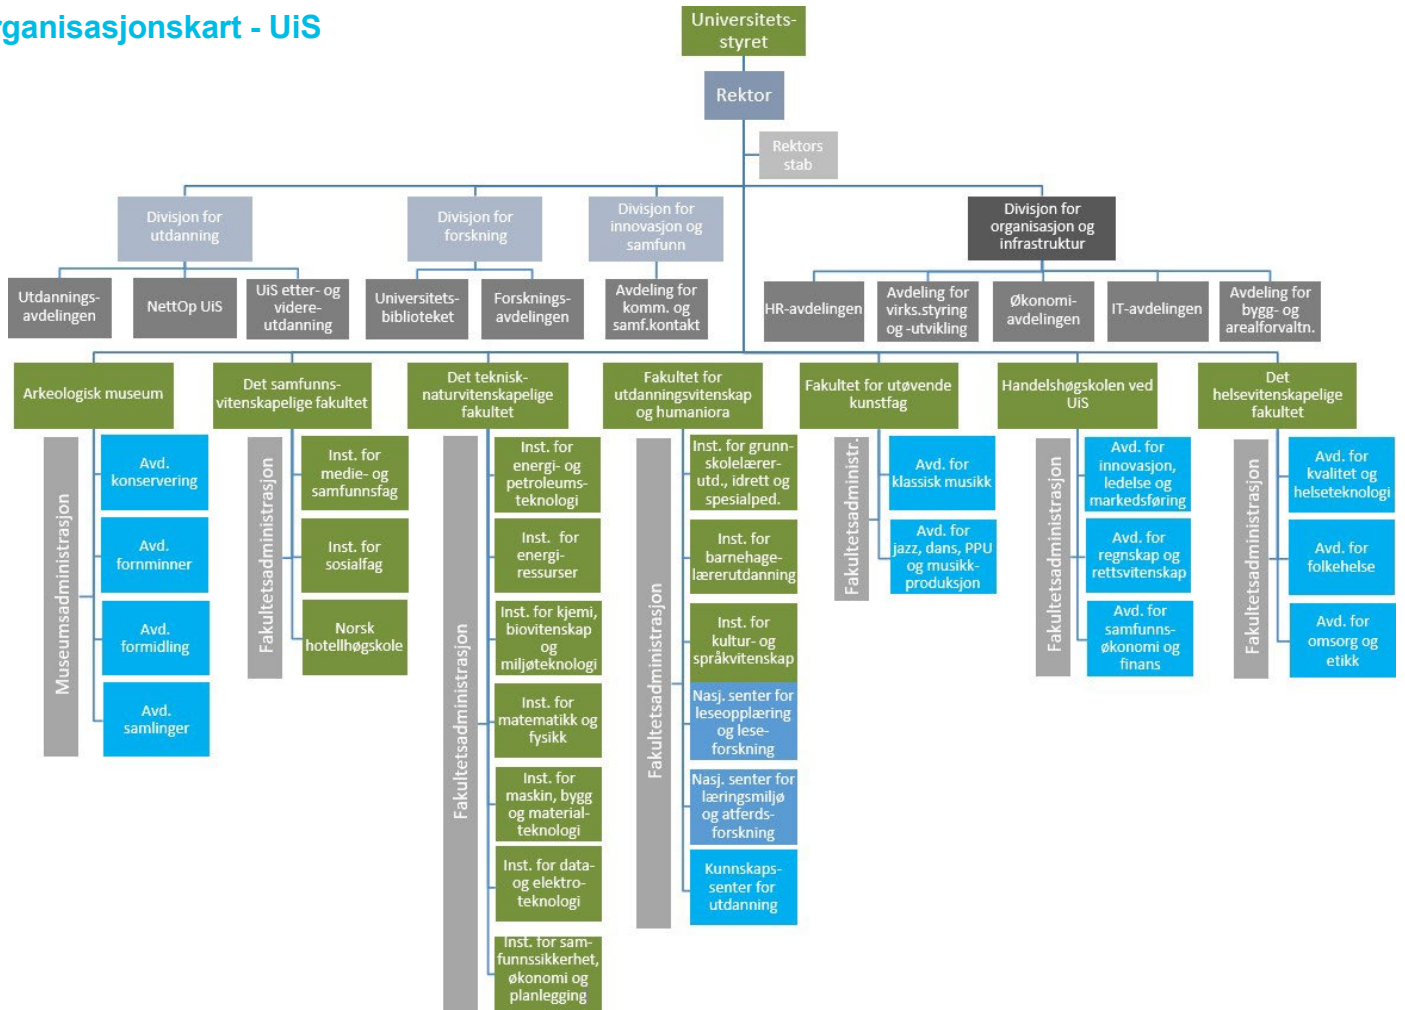 rganisasjonskart - UiS
Universitets-
styret
Rektor
Rektors
stab
Divisjon for
utdanning
Divisjon for
forskning
Divisjon for
innovasjon og
samfunn
Divisjon for
organisasjon og
infrastruktur
Utdannings-
avdelingen
NettOp UiS
UiS etter- og
videre-
utdanning
Universitets-
biblioteket
Forsknings-
avdelingen
Avdeling for
komm. og
samf.kontakt
HR-avdelingen
Avdeling for
virks.styring
og -utvikling
Økonomi-
avdelingen
IT-avdelingen
Avdeling for
bygg- og
arealforvaltn.
Arkeologisk museum
Det samfunns-
vitenskapelige fakultet
Det teknisk-
naturvitenskapelige
fakultet
Fakultet for
utdanningsvitenskap
og humaniora
Fakultet for utøvende
kunstfag
Handelshøgskolen ved
UiS
Det
helsevitenskapelige
fakultet
Museumsadministrasjon
Avd.
konservering
Avd.
fornminner
Avd.
formidling
Avd.
samlinger
Fakultetsadministrasjon
Inst. for
medie- og
samfunnsfag
Inst. for
sosialfag
Norsk
hotellhøgskole
Fakultetsadministrasjon
Inst. for
energi- og
petroleums-
teknologi
Inst. for
energi-
ressurser
Inst. for kjemi,
biovitenskap
og
miljøteknologi
Inst. for
matematikk og
fysikk
Inst. for
maskin, bygg
og material-
teknologi
Inst. for data-
og elektro-
teknologi
Inst. for sam-
funnssikkerhet,
økonomi og
planlegging
Fakultetsadministrasjon
Inst. for grunn-
skolelærer-
utd., idrett og
spesialped.
Inst. for
barnehage-
lærerutdanning
Inst. for
kultur- og
språkvitenskap
Nasj. senter for
leseopplæring
og lese-
forskning
Nasj. senter for
læringsmiljø
og atferds-
forskning
Kunnskaps-
senter for
utdanning
Fakultetsadministr.
Avd. for
klassisk musikk
Avd. for
jazz, dans, PPU
og musikk-
produksjon
Fakultetsadministrasjon
Avd. for
innovasjon,
ledelse og
markedsføring
Avd. for
regnskap og
rettsvitenskap
Avd. for
samfunns-
økonomi og
finans
Fakultetsadministrasjon
Avd. for
kvalitet og
helseteknologi
Avd. for
folkehelse
Avd. for
omsorg og
etikk